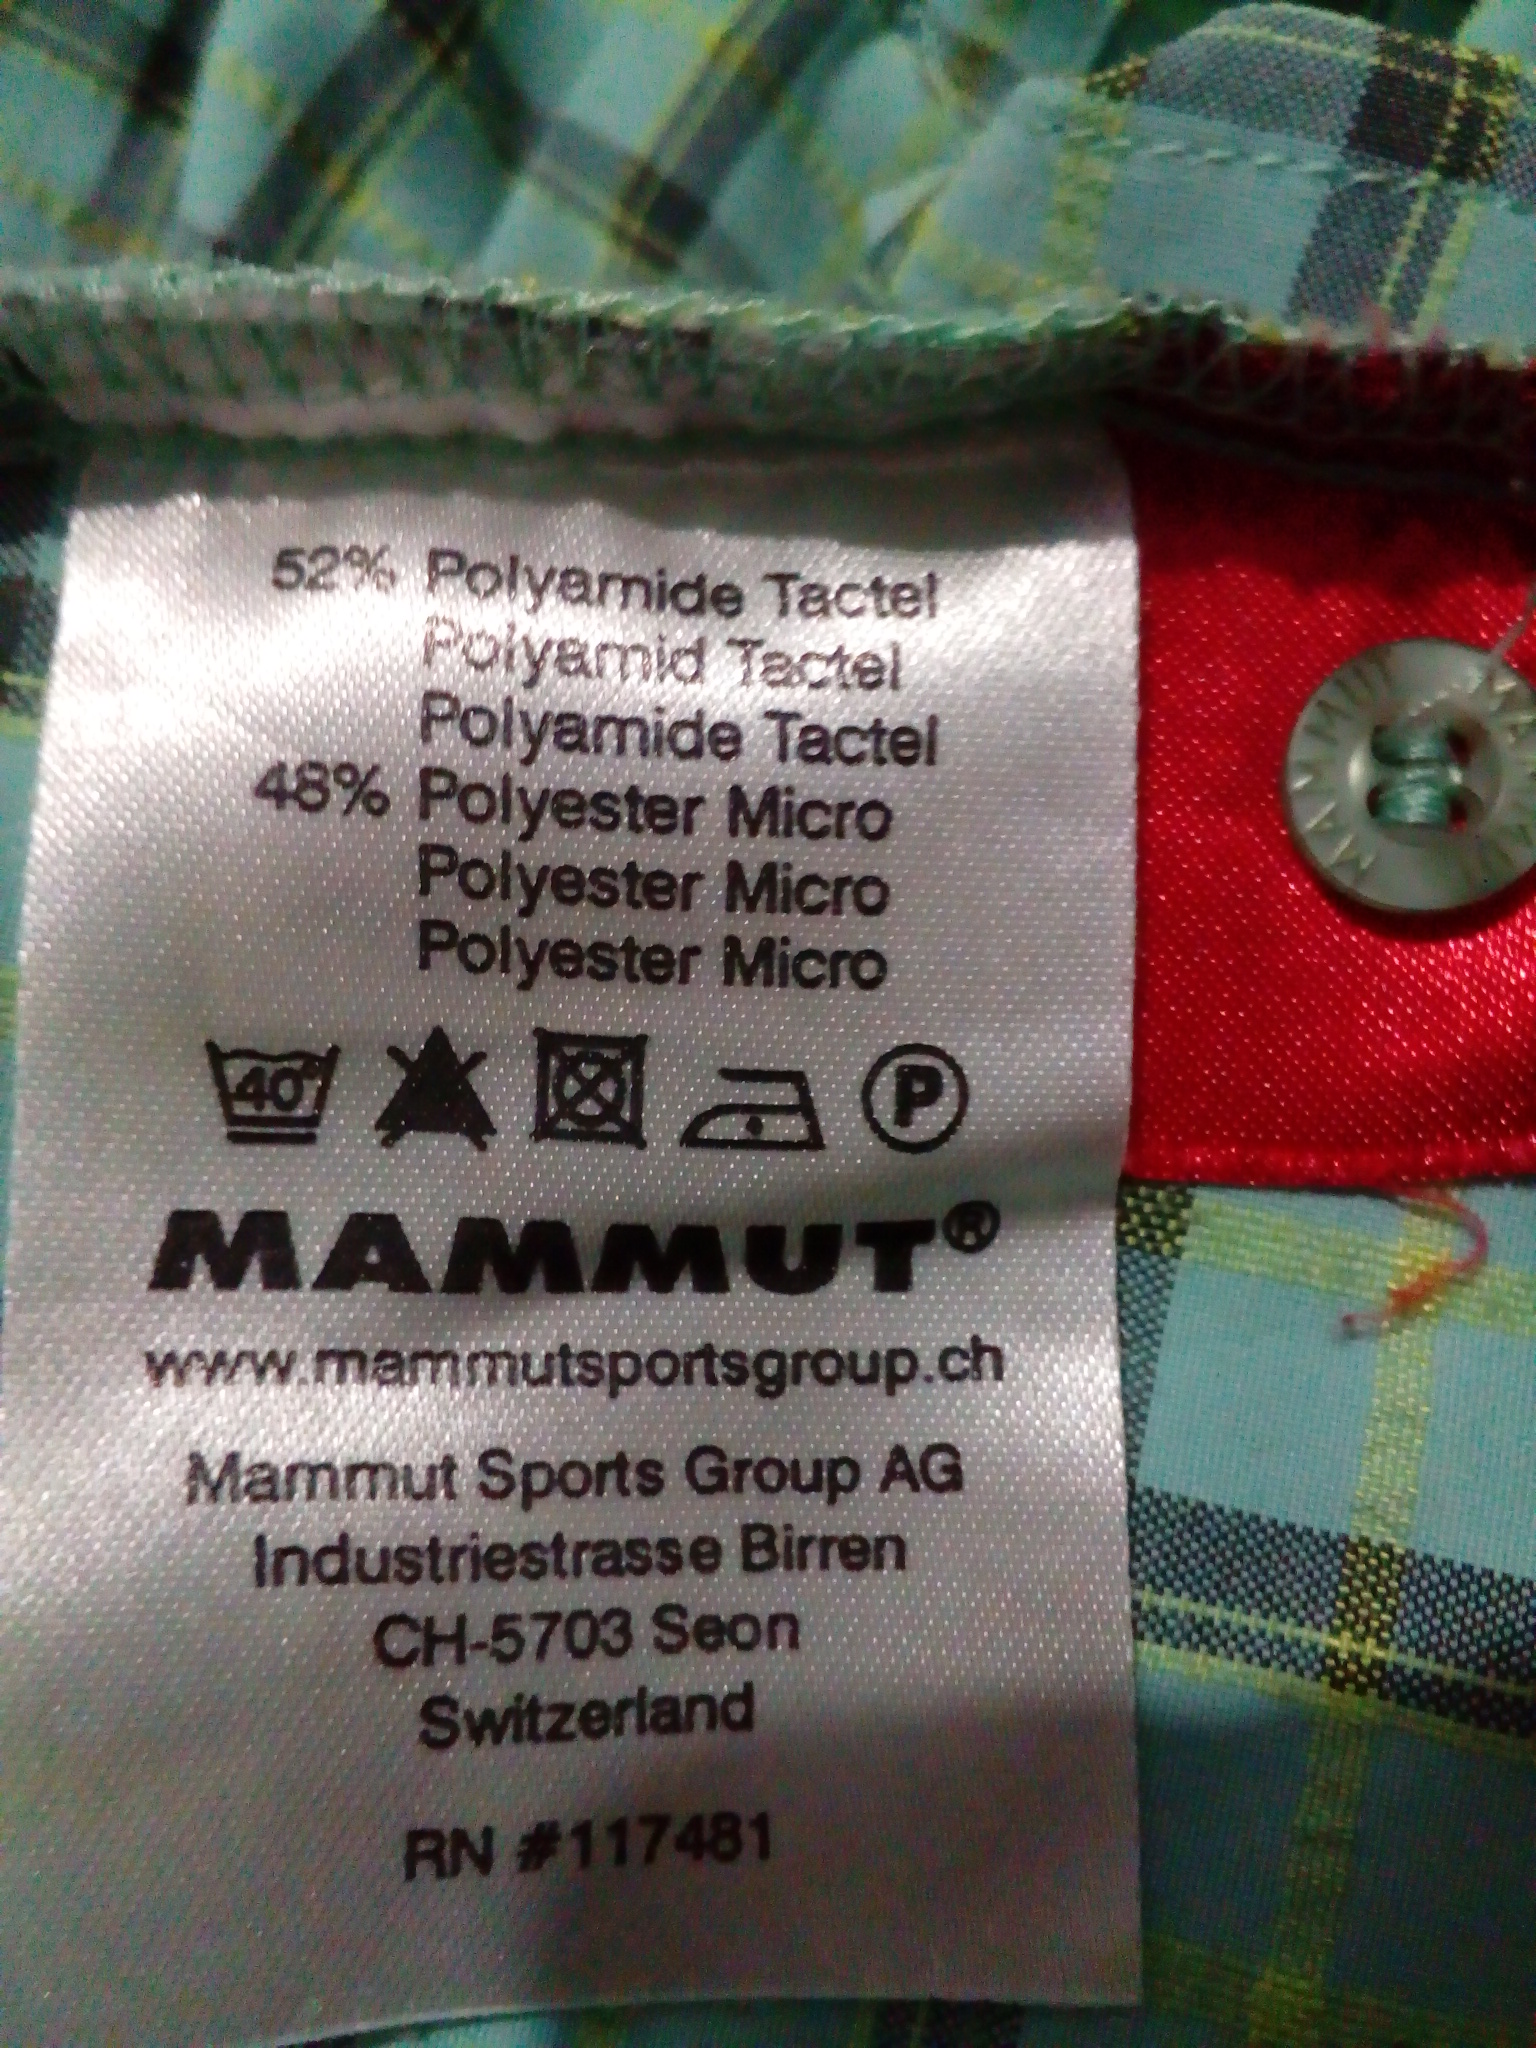 52% Polyamide Tactel
Polyamid Tactel
Polyamide Tactel
48% Polyester Micro
Polyester Micro
Polyester Micro
40° P
MAMMUT®
www.mammutsportsgroup.ch
Mammut Sports Group AG
Industriestrasse Birren
CH-5703 Seon
Switzerland
RN #117481